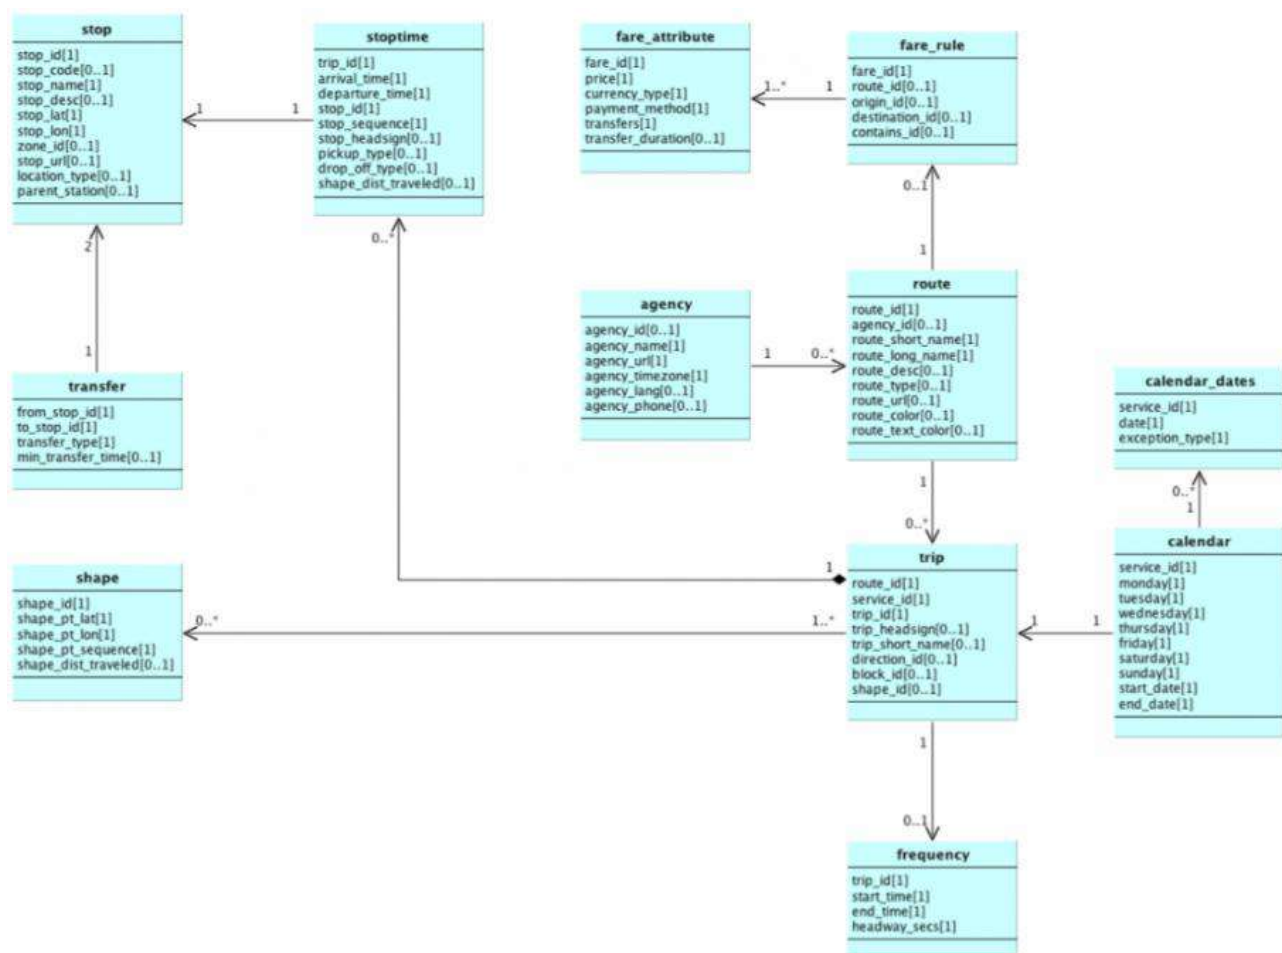 stop
stop_id[1]
stop_code[0..1]
stop_name[1]
stop_desc[0..1]
stop_lat[1]
stop_lon[1]
zone_id[0..1]
stop_url[0..1]
location_type[0..1]
parent_station[0..1]
1
1
stoptime
trip_id[1]
arrival_time[1]
departure_time[1]
stop_id[1]
stop_sequence[1]
stop_headsign[0..1]
pickup_type[0..1]
drop_off_type[0..1]
shape_dist_traveled[0..1]
0..*
fare_attribute
fare_id[1]
price[1]
currency_type[1]
payment_method[1]
transfers[1]
transfer_duration[0..1]
1..*
1
fare_rule
fare_id[1]
route_id[0..1]
origin_id[0..1]
destination_id[0..1]
contains_id[0..1]
0..1
1
2
1
transfer
from_stop_id[1]
to_stop_id[1]
transfer_type[1]
min_transfer_time[0..1]
agency
agency_id[0..1]
agency_name[1]
agency_url[1]
agency_timezone[1]
agency_lang[0..1]
agency_phone[0..1]
1
0..*
route
route_id[1]
agency_id[0..1]
route_short_name[1]
route_long_name[1]
route_desc[0..1]
route_type[0..1]
route_url[0..1]
route_color[0..1]
route_text_color[0..1]
1
0..*
calendar_dates
service_id[1]
date[1]
exception_type[1]
0..*
1
shape
shape_id[1]
shape_pt_lat[1]
shape_pt_lon[1]
shape_pt_sequence[1]
shape_dist_traveled[0..1]
0..*
1..*
1
trip
route_id[1]
service_id[1]
trip_id[1]
trip_headsign[0..1]
trip_short_name[0..1]
direction_id[0..1]
block_id[0..1]
shape_id[0..1]
1
1
calendar
service_id[1]
monday[1]
tuesday[1]
wednesday[1]
thursday[1]
friday[1]
saturday[1]
sunday[1]
start_date[1]
end_date[1]
1
0..1
frequency
trip_id[1]
start_time[1]
end_time[1]
headway_secs[1]